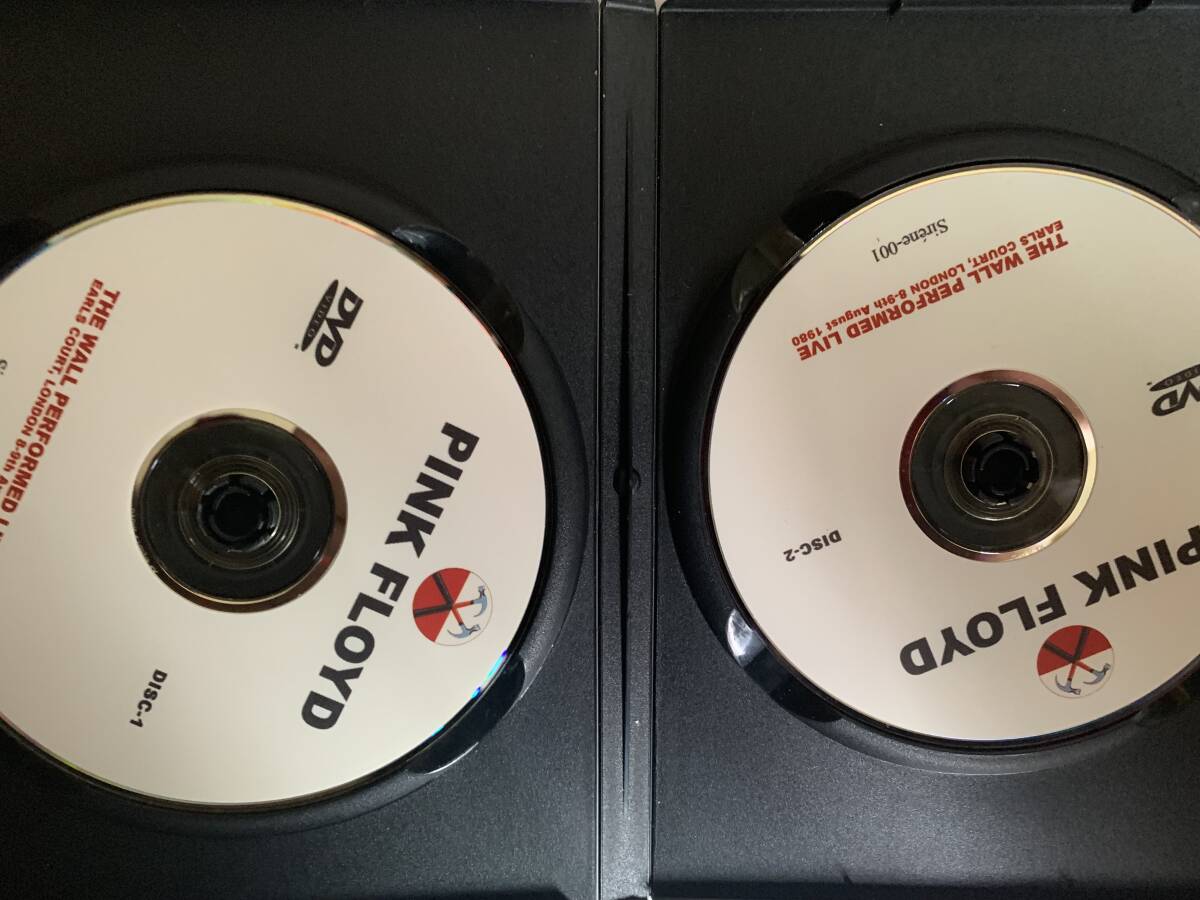 DVD
VIDEO
PINK FLOYD
DISC-1
THE WALL PERFORMED
EARLS COURT, LONDON 8-9th
PINK FLOYD
DISC-2
DVD
VIDEO
THE WALL PERFORMED LIVE
EARLS COURT, LONDON 8-9th August 1980
Siréne-001